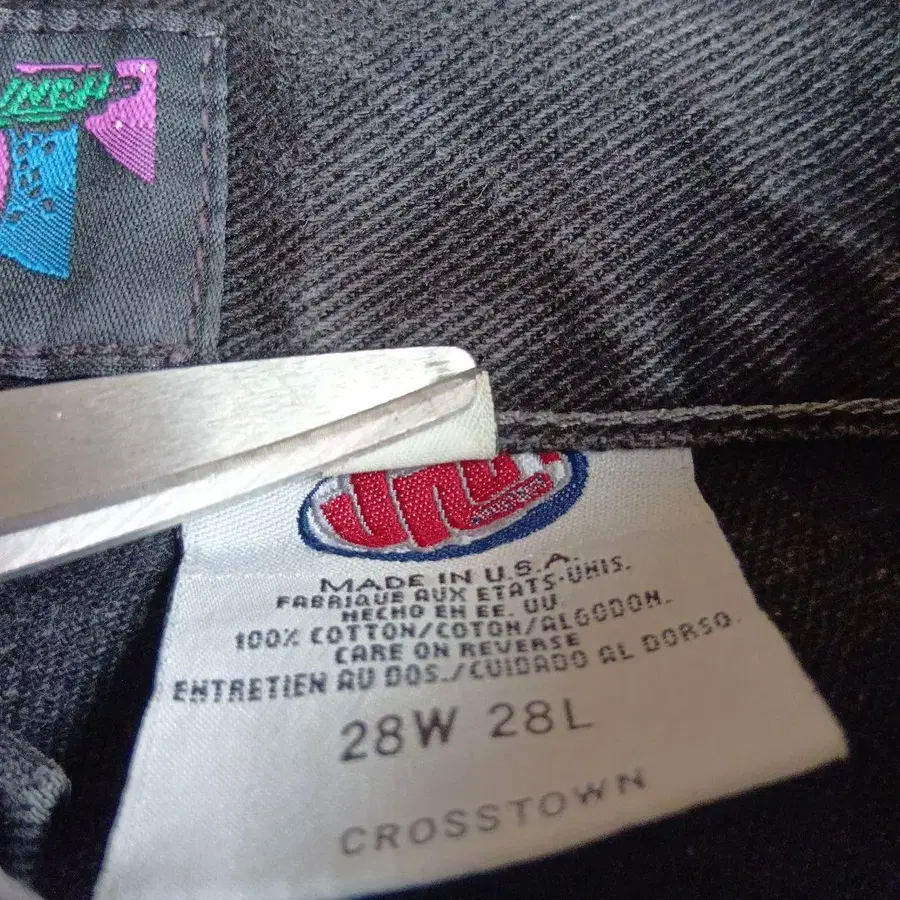 MADE IN U.S.A.
FABRIQUE AUX ETATS-UNIS.
HECHO EN EE. UU.
100% COTTON/COTON/ALGODON.
CARE ON REVERSE
ENTRETIEN AU DOS./CUIDADO AL DORSO.
28W 28L
CROSSTOWN